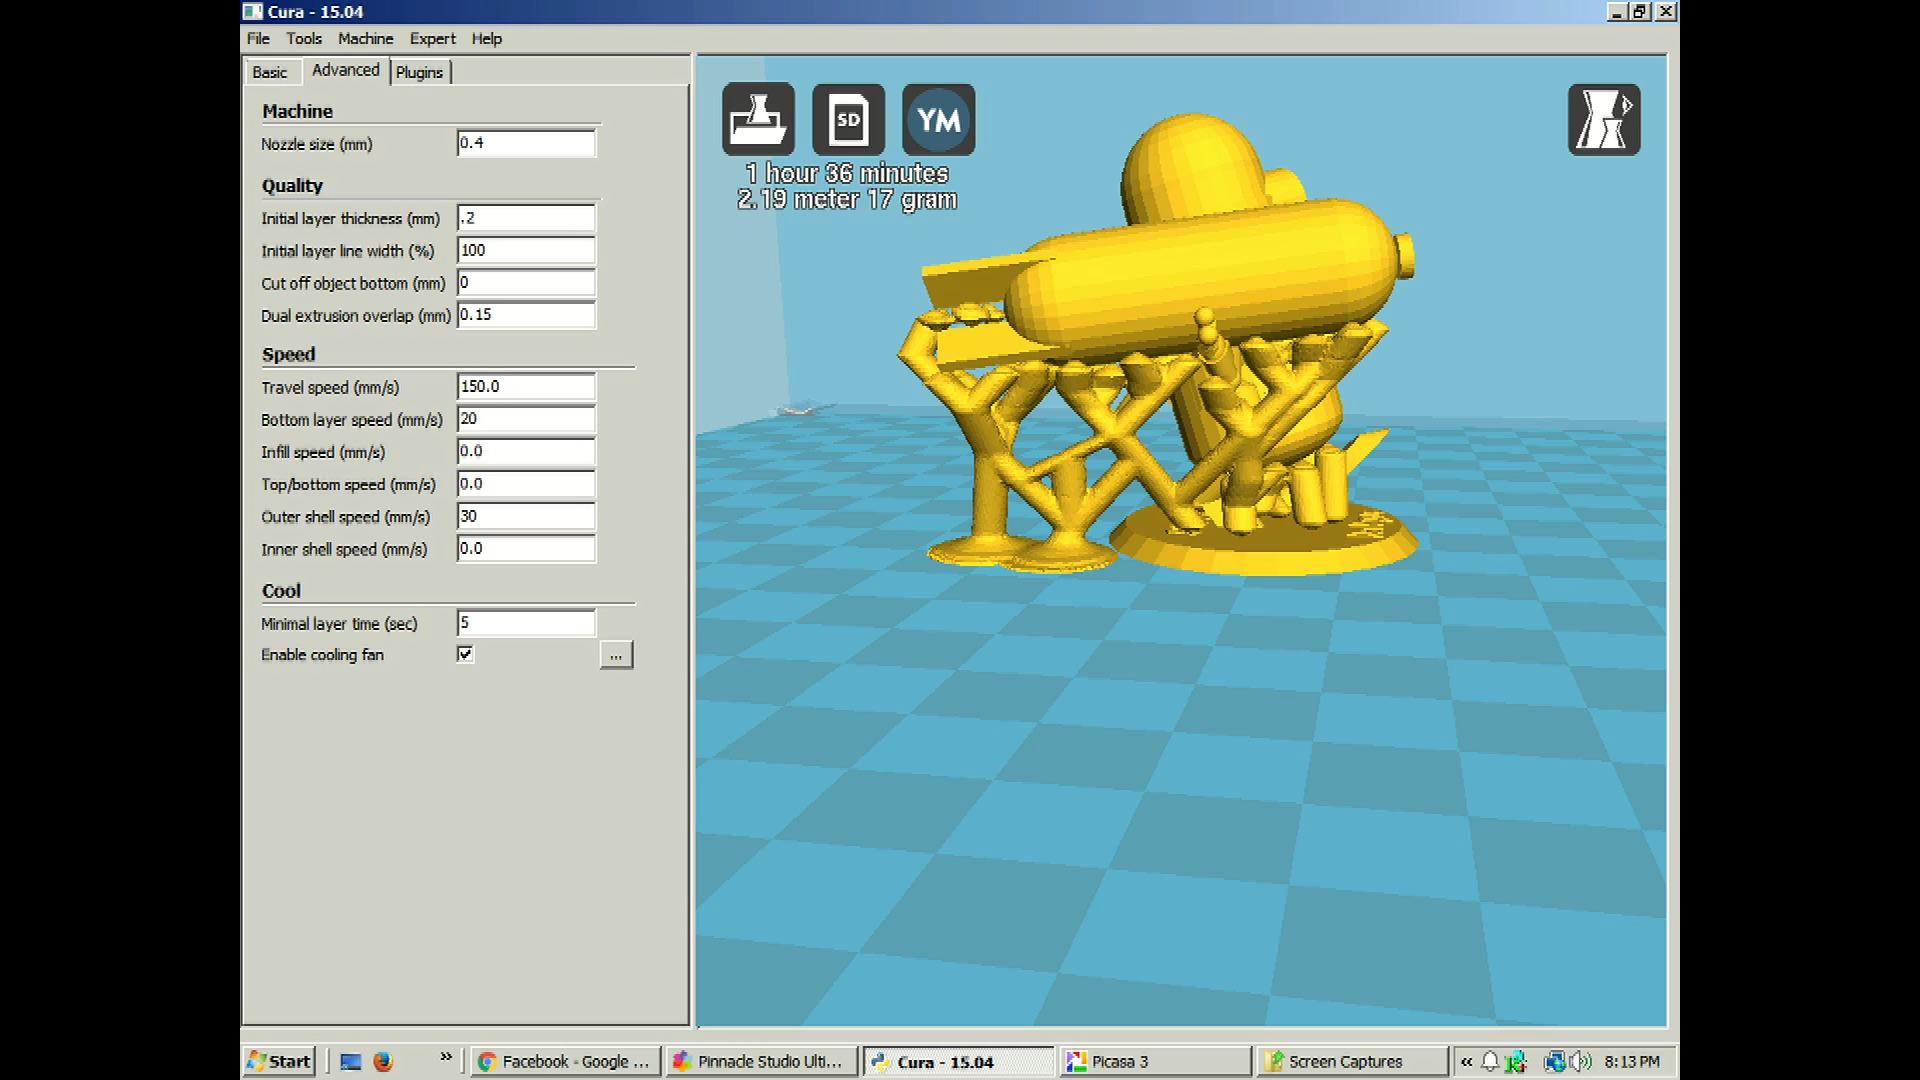 Cura - 15.04
File Tools Machine Expert Help
Basic Advanced Plugins
Machine
Nozzle size (mm) 0.4
Quality
Initial layer thickness (mm) .2
Initial layer line width (%) 100
Cut off object bottom (mm) 0
Dual extrusion overlap (mm) 0.15
Speed
Travel speed (mm/s) 150.0
Bottom layer speed (mm/s) 20
Infill speed (mm/s) 0.0
Top/bottom speed (mm/s) 0.0
Outer shell speed (mm/s) 30
Inner shell speed (mm/s) 0.0
Cool
Minimal layer time (sec) 5
Enable cooling fan ...
SD YM
1 hour 36 minutes
2.19 meter 17 gram
Start » Facebook - Google ... Pinnacle Studio Ulti... Cura - 15.04 Picasa 3 Screen Captures « 8:13 PM